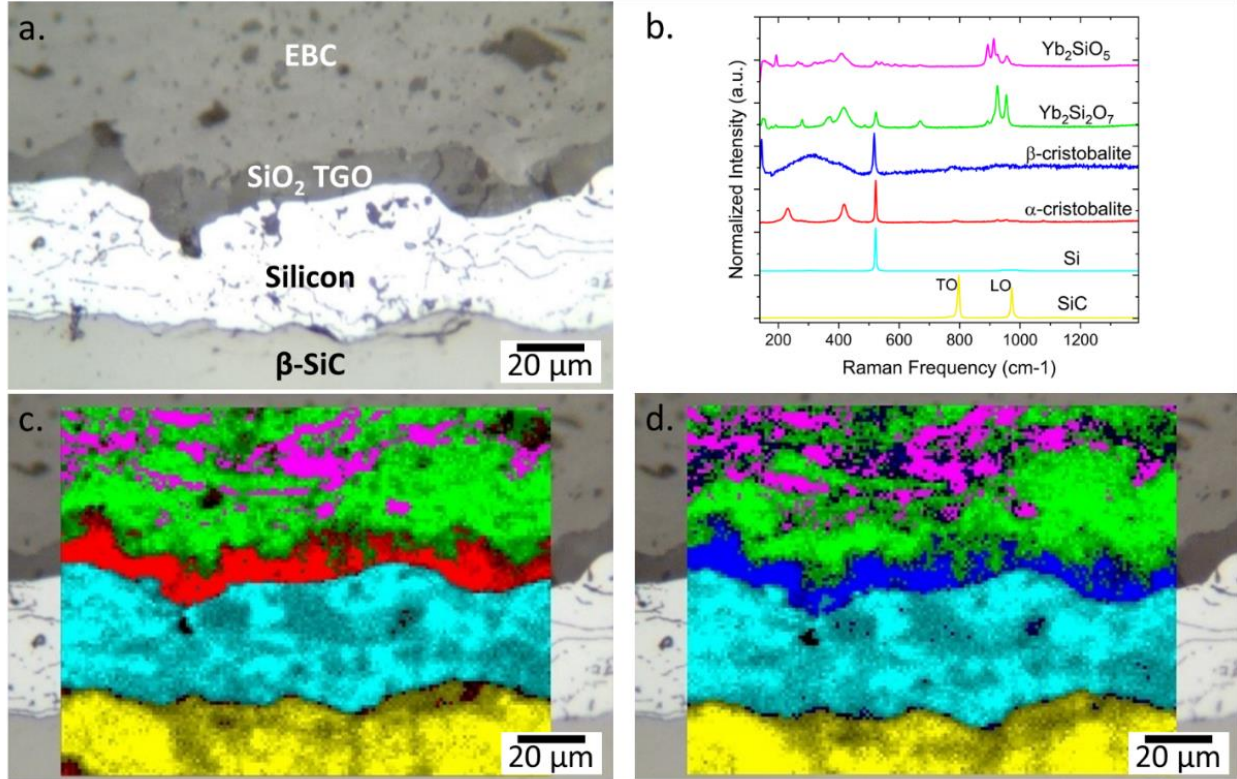 a.
EBC
SiO₂ TGO
Silicon
β-SiC
20 µm
b.
Normalized Intensity (a.u.)
Yb₂SiO₅
Yb₂Si₂O₇
β-cristobalite
α-cristobalite
Si
TO LO SiC
200 400 600 800 1000 1200
Raman Frequency (cm-1)
c.
20 µm
d.
20 µm